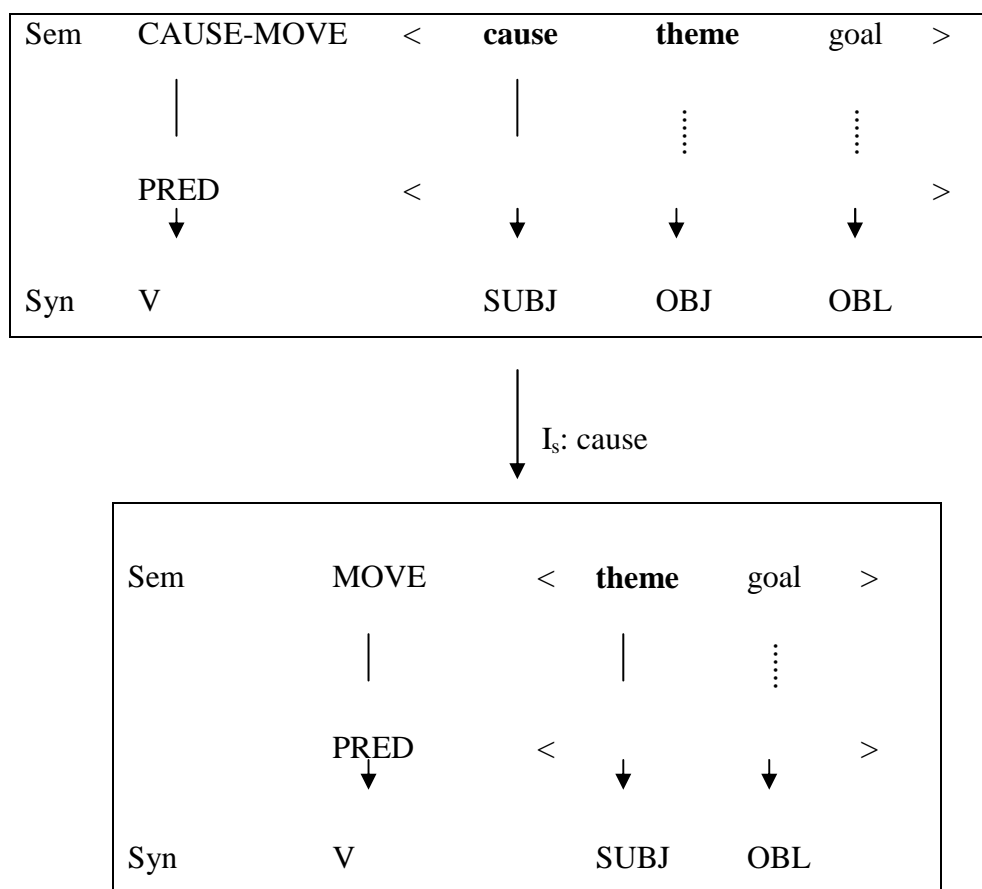 Sem CAUSE-MOVE < cause theme goal >
PRED < >
Syn V SUBJ OBJ OBL
Is: cause
Sem MOVE < theme goal >
PRED < >
Syn V SUBJ OBL